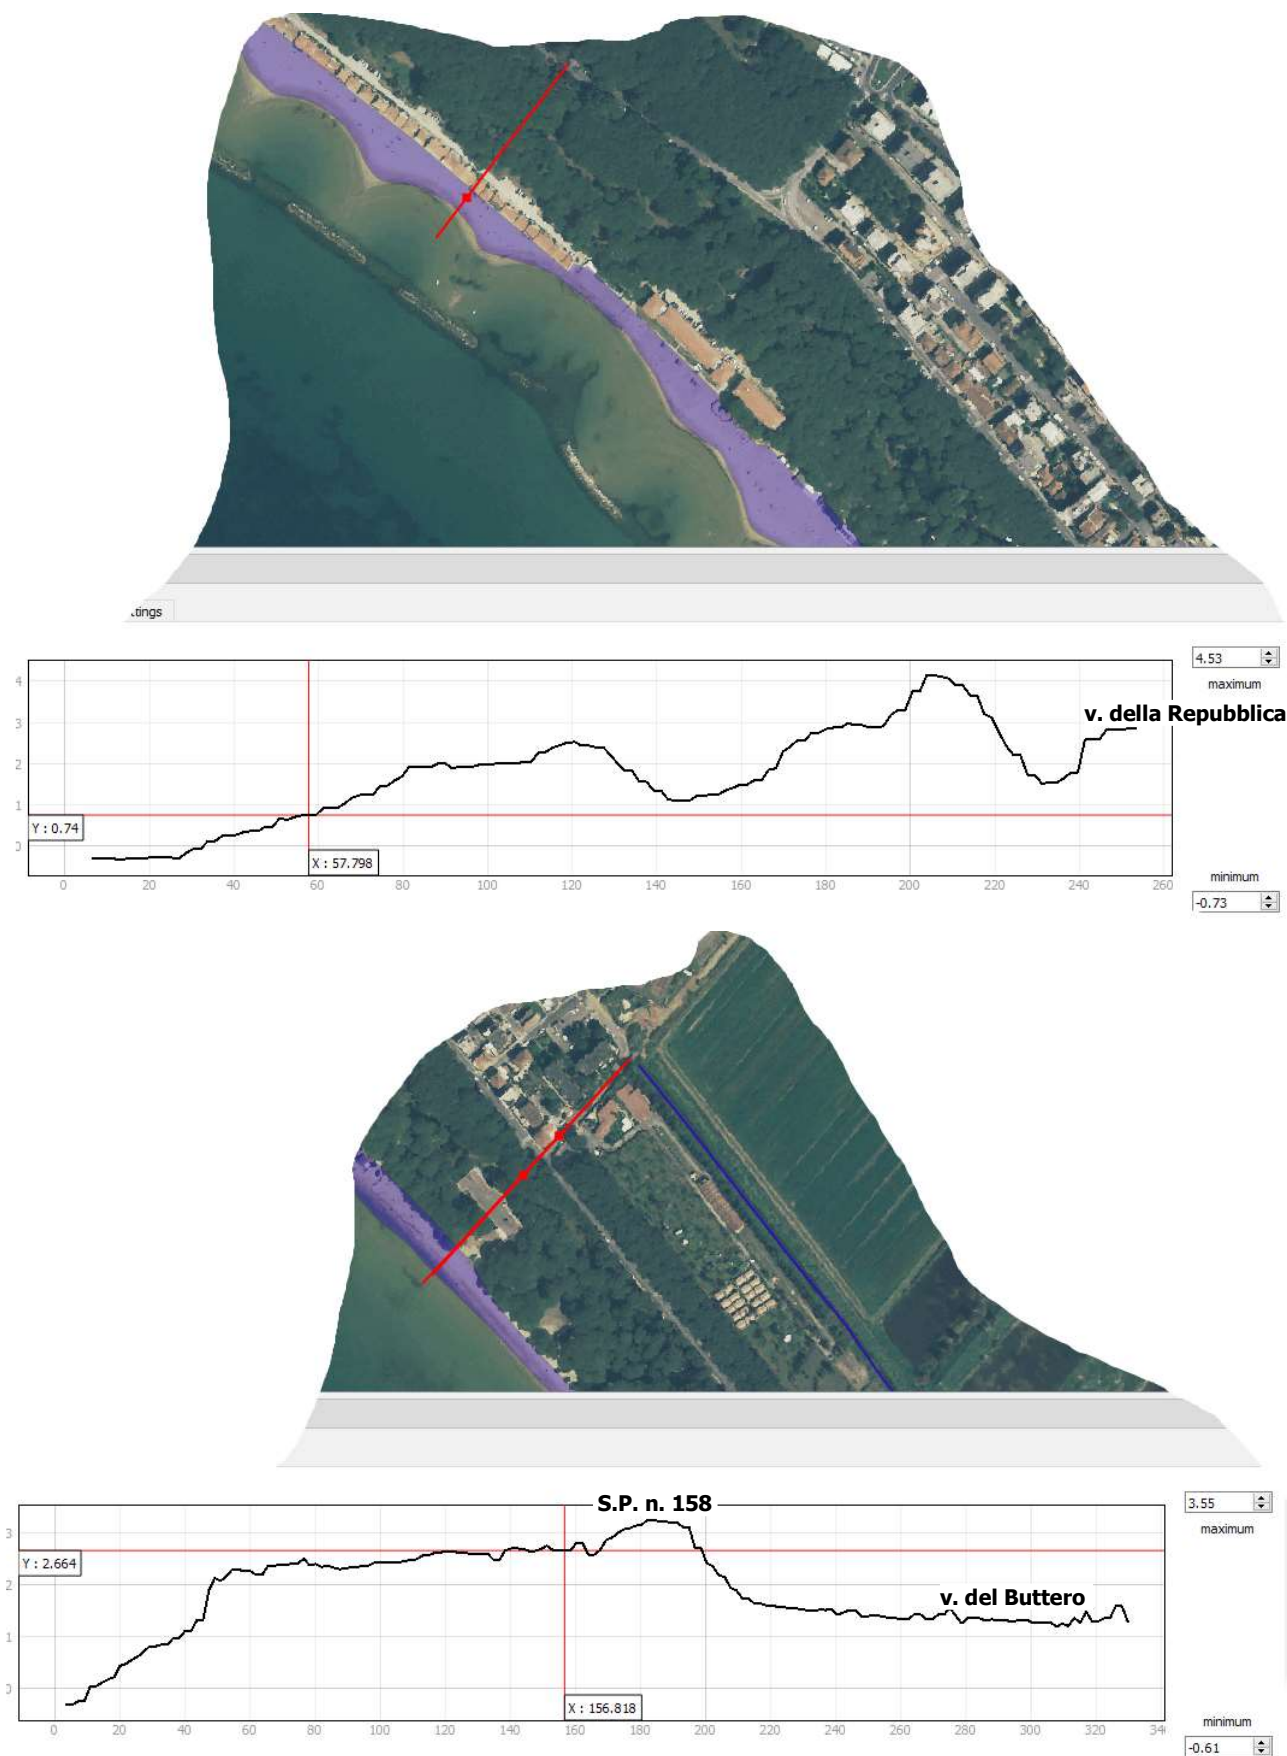 tings
4.53
maximum
4
v. della Repubblica
3
2
1
Y : 0.74
0
X : 57.798
minimum
0 20 40 60 80 100 120 140 160 180 200 220 240 260
-0.73
S.P. n. 158
3.55
maximum
3
Y : 2.664
2
v. del Buttero
1
0
X : 156.818
minimum
0 20 40 60 80 100 120 140 160 180 200 220 240 260 280 300 320 34
-0.61